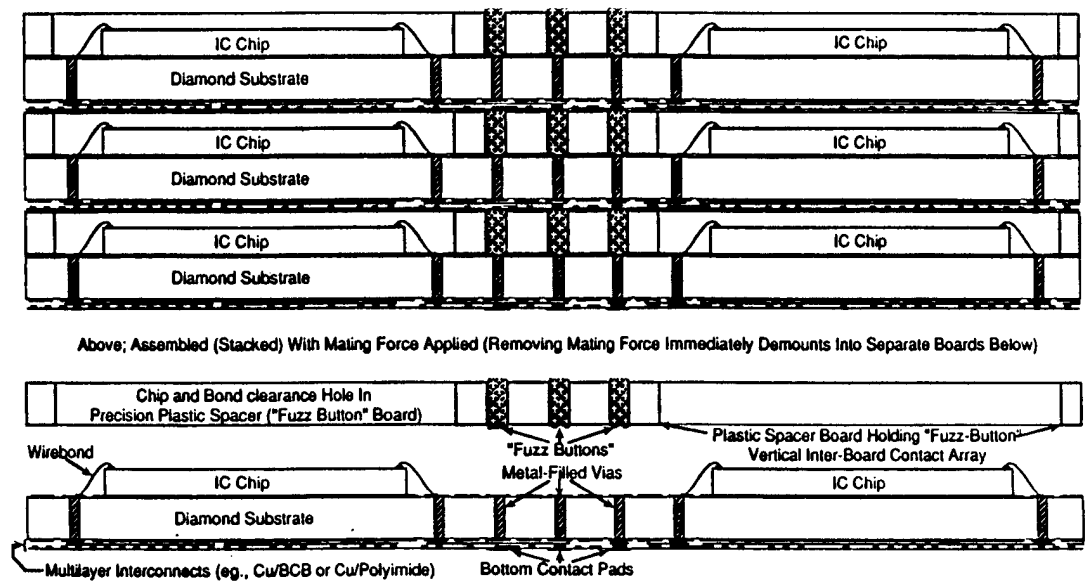 IC Chip
IC Chip
Diamond Substrate
IC Chip
IC Chip
Diamond Substrate
IC Chip
IC Chip
Diamond Substrate
Above; Assembled (Stacked) With Mating Force Applied (Removing Mating Force Immediately Demounts Into Separate Boards Below)
Chip and Bond clearance Hole In
Precision Plastic Spacer ("Fuzz Button" Board)
"Fuzz Buttons"
Plastic Spacer Board Holding "Fuzz-Button"
Vertical Inter-Board Contact Array
Wirebond
Metal-Filled Vias
IC Chip
IC Chip
Diamond Substrate
Multilayer Interconnects (eg., Cu/BCB or Cu/Polyimide)
Bottom Contact Pads